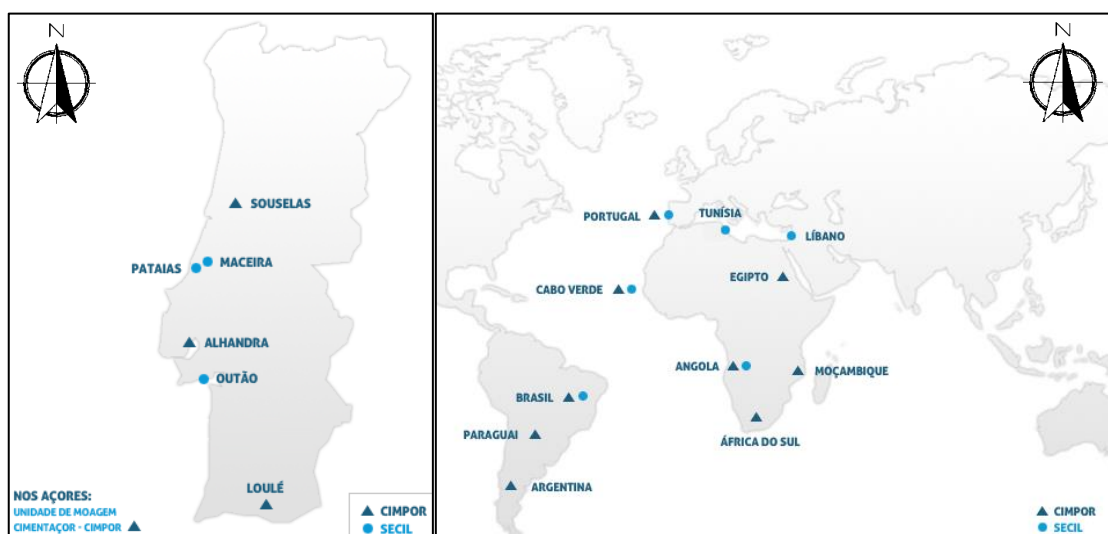 SOUSELAS
MACEIRA
PATAIAS
ALHANDRA
OUTÃO
LOULÉ
NOS AÇORES:
UNIDADE DE MOAGEM
CIMENTAÇOR - CIMPOR
CIMPOR
SECIL
PORTUGAL
TUNÍSIA
LÍBANO
EGIPTO
CABO VERDE
ANGOLA
MOÇAMBIQUE
BRASIL
PARAGUAI
ÁFRICA DO SUL
ARGENTINA
CIMPOR
SECIL